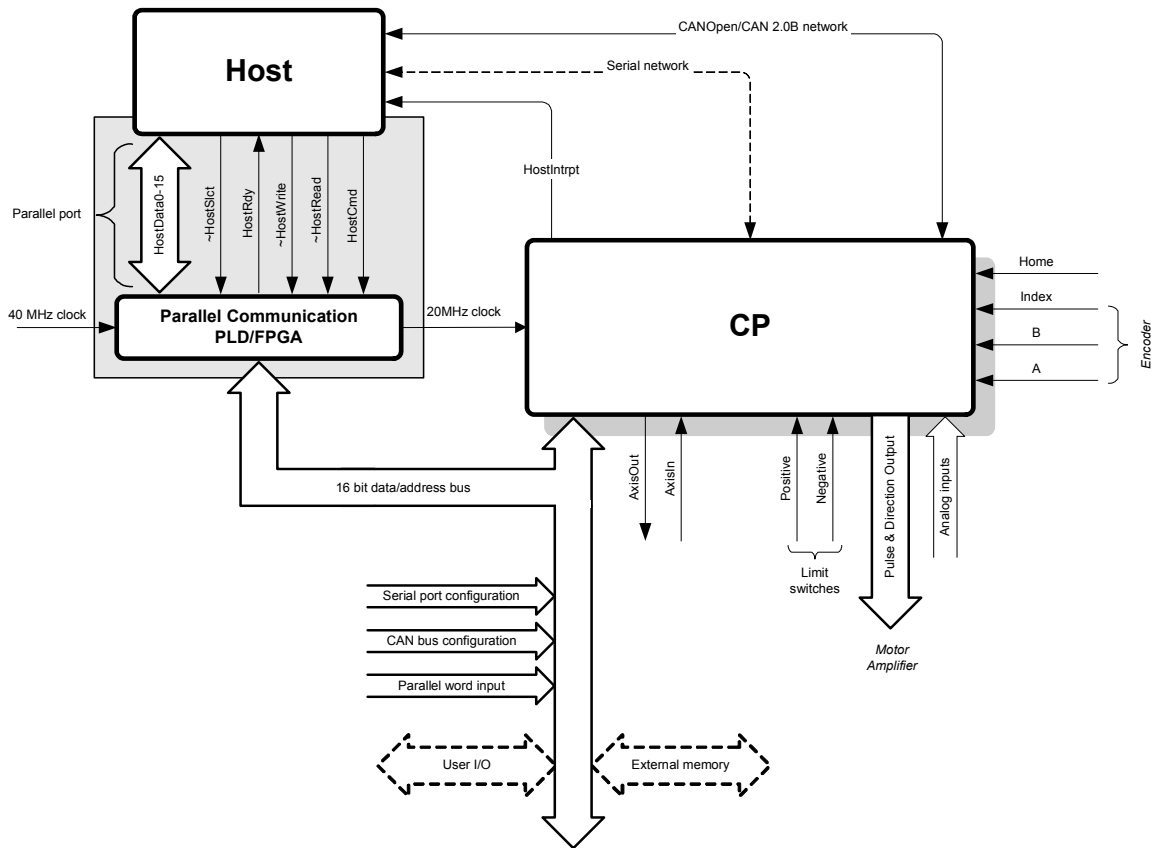 CANOpen/CAN 2.0B network
Host
Serial network
HostIntrpt
Parallel port
HostData0-15
~HostSlct
HostRdy
~HostWrite
~HostRead
HostCmd
Home
40 MHz clock
Parallel Communication
PLD/FPGA
20MHz clock
CP
Index
B
A
Encoder
16 bit data/address bus
AxisOut
AxisIn
Positive
Negative
Limit
switches
Pulse & Direction Output
Analog inputs
Serial port configuration
CAN bus configuration
Parallel word input
Motor
Amplifier
User I/O
External memory